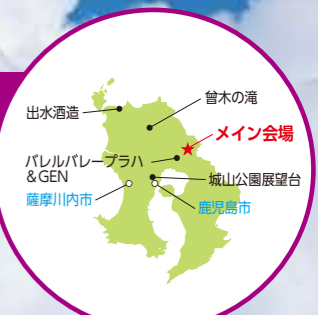 出水酒造
曾木の滝
メイン会場
バレルバレープラハ
&GEN
城山公園展望台
薩摩川内市
鹿児島市